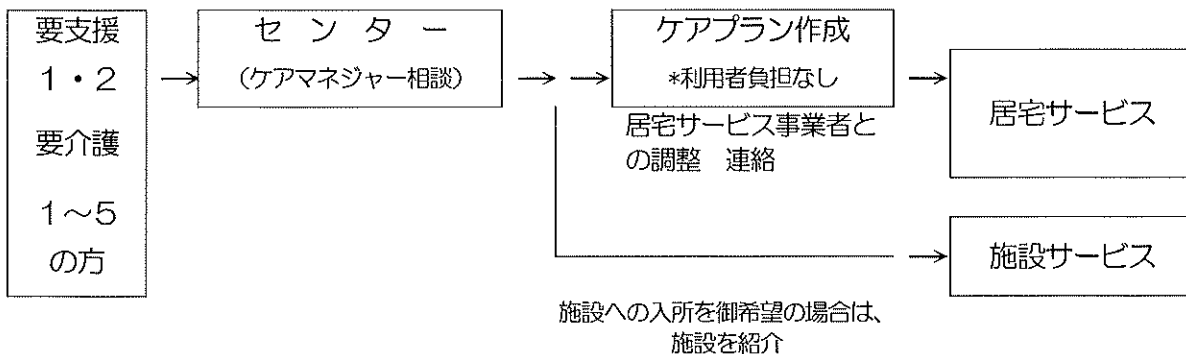 要支援
１・２
要介護
１～５
の方
→
センター
(ケアマネジャー相談)
→ →
ケアプラン作成
*利用者負担なし
居宅サービス事業者と
の調整　連絡
→
居宅サービス
→
施設サービス
施設への入所を御希望の場合は、
施設を紹介